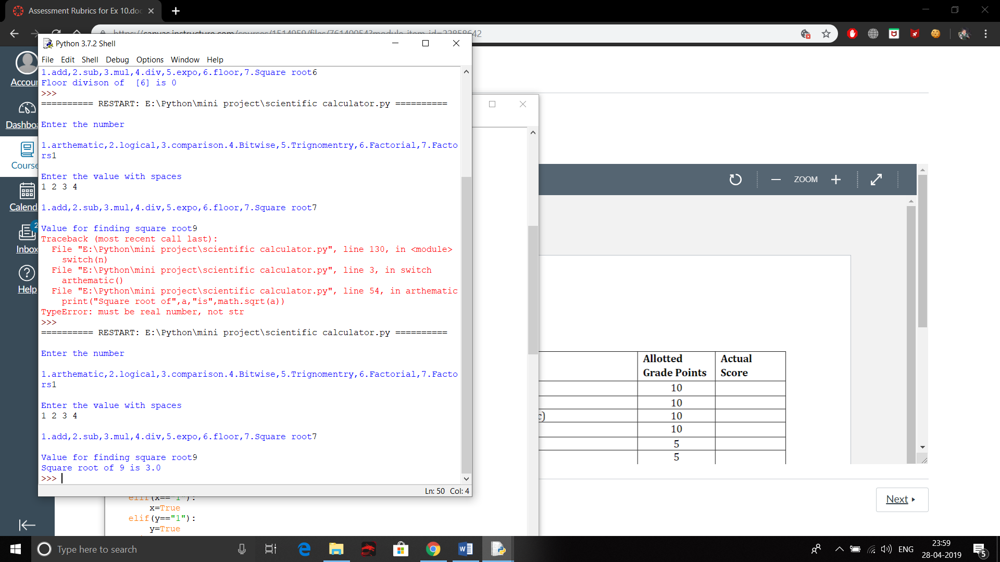 Assessment Rubrics for Ex 10.doc
https://canvas.instructure.com/courses/1514959/files/76140054?module_item_id=22858642
Python 3.7.2 Shell
File Edit Shell Debug Options Window Help
1.add,2.sub,3.mul,4.div,5.expo,6.floor,7.Square root6
Floor divison of  [6] is 0
>>>
========== RESTART: E:\Python\mini project\scientific calculator.py ==========
Enter the number
1.arthematic,2.logical,3.comparison.4.Bitwise,5.Trignomentry,6.Factorial,7.Facto
rs1
Enter the value with spaces
1 2 3 4
1.add,2.sub,3.mul,4.div,5.expo,6.floor,7.Square root7
Value for finding square root9
Traceback (most recent call last):
  File "E:\Python\mini project\scientific calculator.py", line 130, in <module>
    switch(n)
  File "E:\Python\mini project\scientific calculator.py", line 3, in switch
    arthematic()
  File "E:\Python\mini project\scientific calculator.py", line 54, in arthematic
    print("Square root of",a,"is",math.sqrt(a))
TypeError: must be real number, not str
>>>
========== RESTART: E:\Python\mini project\scientific calculator.py ==========
Enter the number
1.arthematic,2.logical,3.comparison.4.Bitwise,5.Trignomentry,6.Factorial,7.Facto
rs1
Enter the value with spaces
1 2 3 4
1.add,2.sub,3.mul,4.div,5.expo,6.floor,7.Square root7
Value for finding square root9
Square root of 9 is 3.0
>>>
Ln: 50 Col: 4
elif(x=="1"):
    x=True
elif(y=="1"):
    y=True
Accou
Dashbo
Course
Calend
2
Inbox
Help
ZOOM
Allotted Grade Points
Actual Score
10
10
c)
10
10
5
5
Next
Type here to search
ENG
23:59
28-04-2019
5